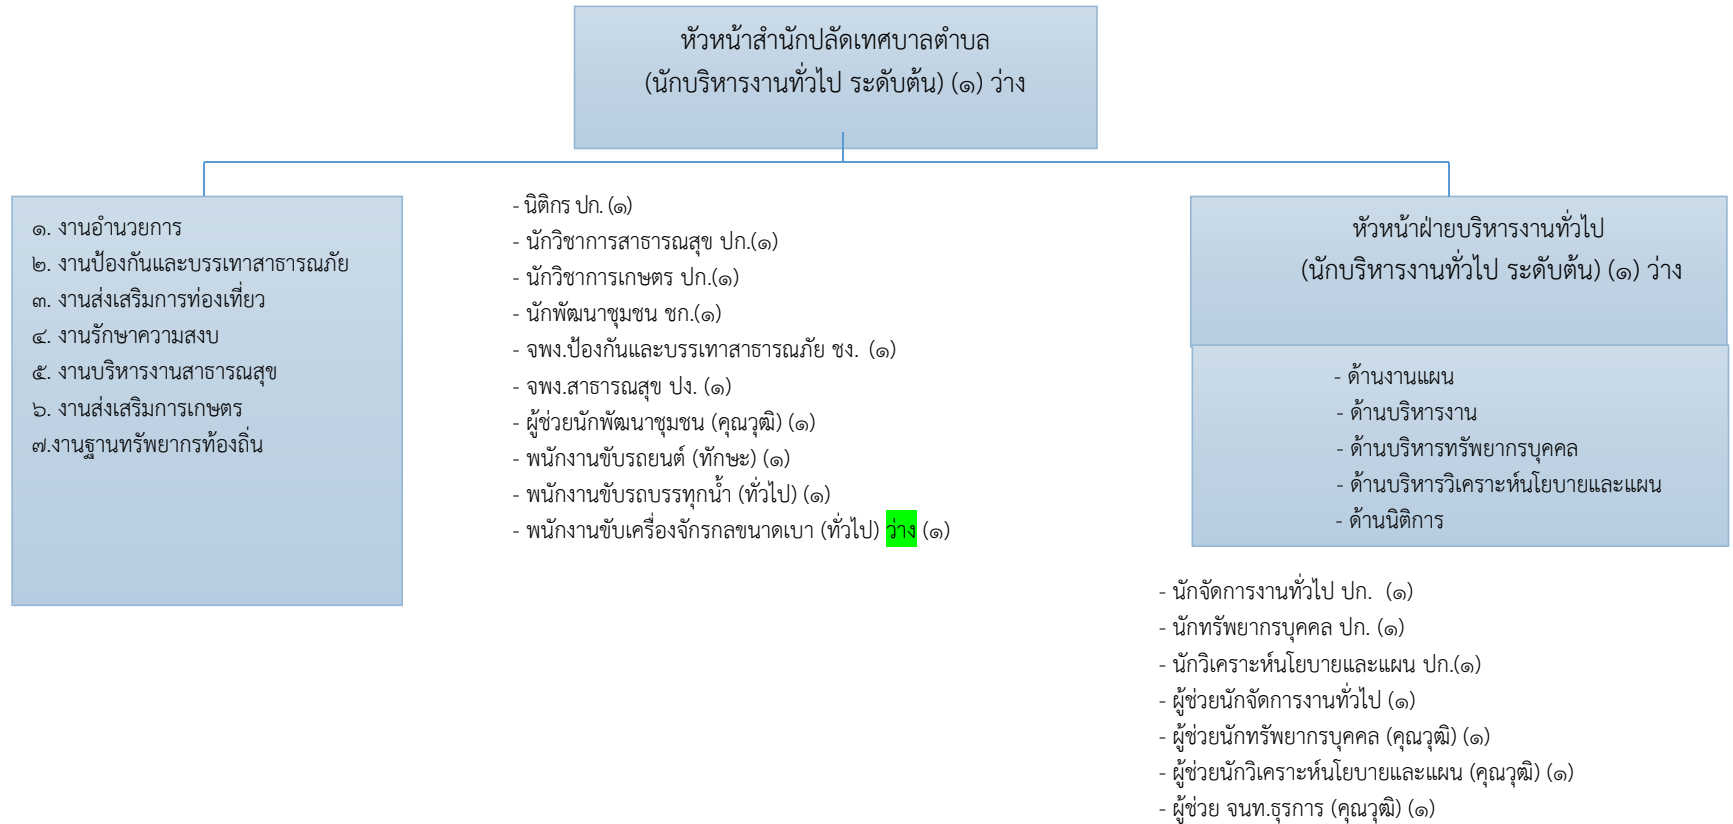 หัวหน้าสำนักปลัดเทศบาลตำบล
(นักบริหารงานทั่วไป ระดับต้น) (๑) ว่าง
๑. งานอำนวยการ
๒. งานป้องกันและบรรเทาสาธารณภัย
๓. งานส่งเสริมการท่องเที่ยว
๔. งานรักษาความสงบ
๕. งานบริหารงานสาธารณสุข
๖. งานส่งเสริมการเกษตร
๗.งานฐานทรัพยากรท้องถิ่น
- นิติกร ปก. (๑)
- นักวิชาการสาธารณสุข ปก.(๑)
- นักวิชาการเกษตร ปก.(๑)
- นักพัฒนาชุมชน ชก.(๑)
- จพง.ป้องกันและบรรเทาสาธารณภัย ชง. (๑)
- จพง.สาธารณสุข ปง. (๑)
- ผู้ช่วยนักพัฒนาชุมชน (คุณวุฒิ) (๑)
- พนักงานขับรถยนต์ (ทักษะ) (๑)
- พนักงานขับรถบรรทุกน้ำ (ทั่วไป) (๑)
- พนักงานขับเครื่องจักรกลขนาดเบา (ทั่วไป) ว่าง (๑)
หัวหน้าฝ่ายบริหารงานทั่วไป
(นักบริหารงานทั่วไป ระดับต้น) (๑) ว่าง
- ด้านงานแผน
- ด้านบริหารงาน
- ด้านบริหารทรัพยากรบุคคล
- ด้านบริหารวิเคราะห์นโยบายและแผน
- ด้านนิติการ
- นักจัดการงานทั่วไป ปก. (๑)
- นักทรัพยากรบุคคล ปก. (๑)
- นักวิเคราะห์นโยบายและแผน ปก.(๑)
- ผู้ช่วยนักจัดการงานทั่วไป (๑)
- ผู้ช่วยนักทรัพยากรบุคคล (คุณวุฒิ) (๑)
- ผู้ช่วยนักวิเคราะห์นโยบายและแผน (คุณวุฒิ) (๑)
- ผู้ช่วย จนท.ธุรการ (คุณวุฒิ) (๑)